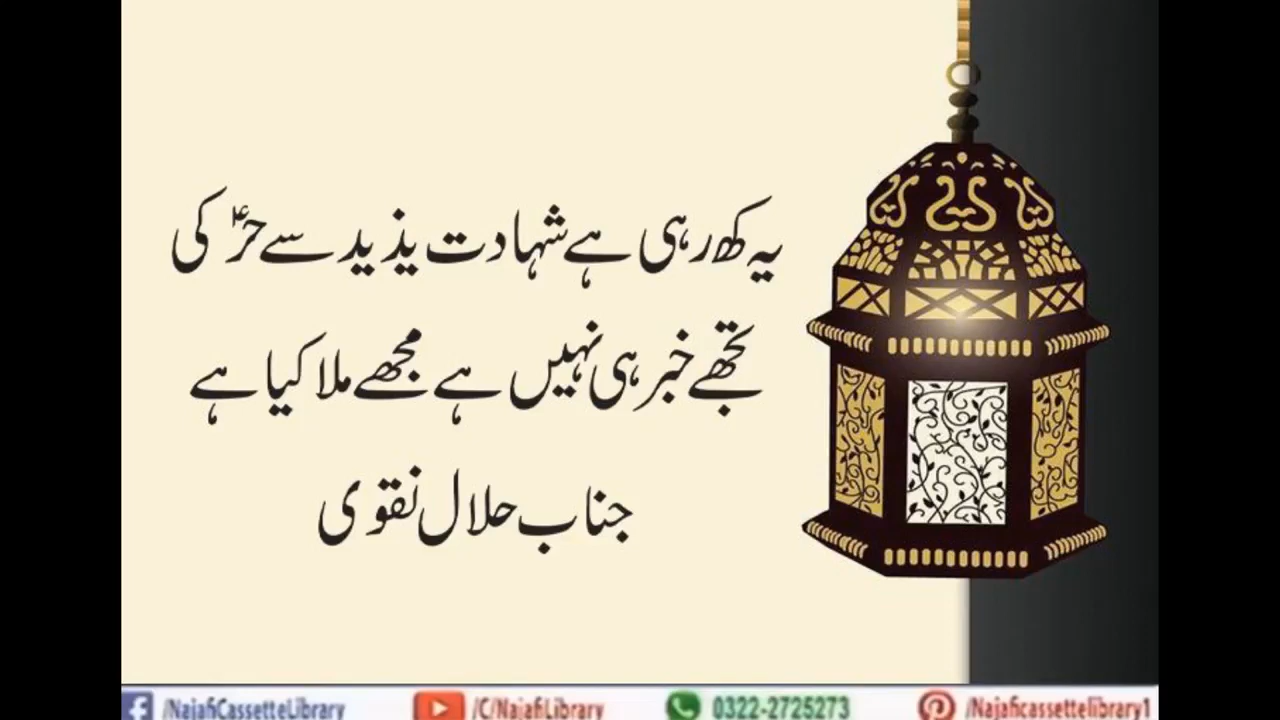 یہ کھ رہی ہے شہادت یذید سے حرؑ کی
تجھے خبر ہی نہیں ہے مجھے ملا کیا ہے
جناب حلال نقوی
/NajafiCassetteLibrary /C/NajafiLibrary 0322-2725273 /Najaficassettelibrary1